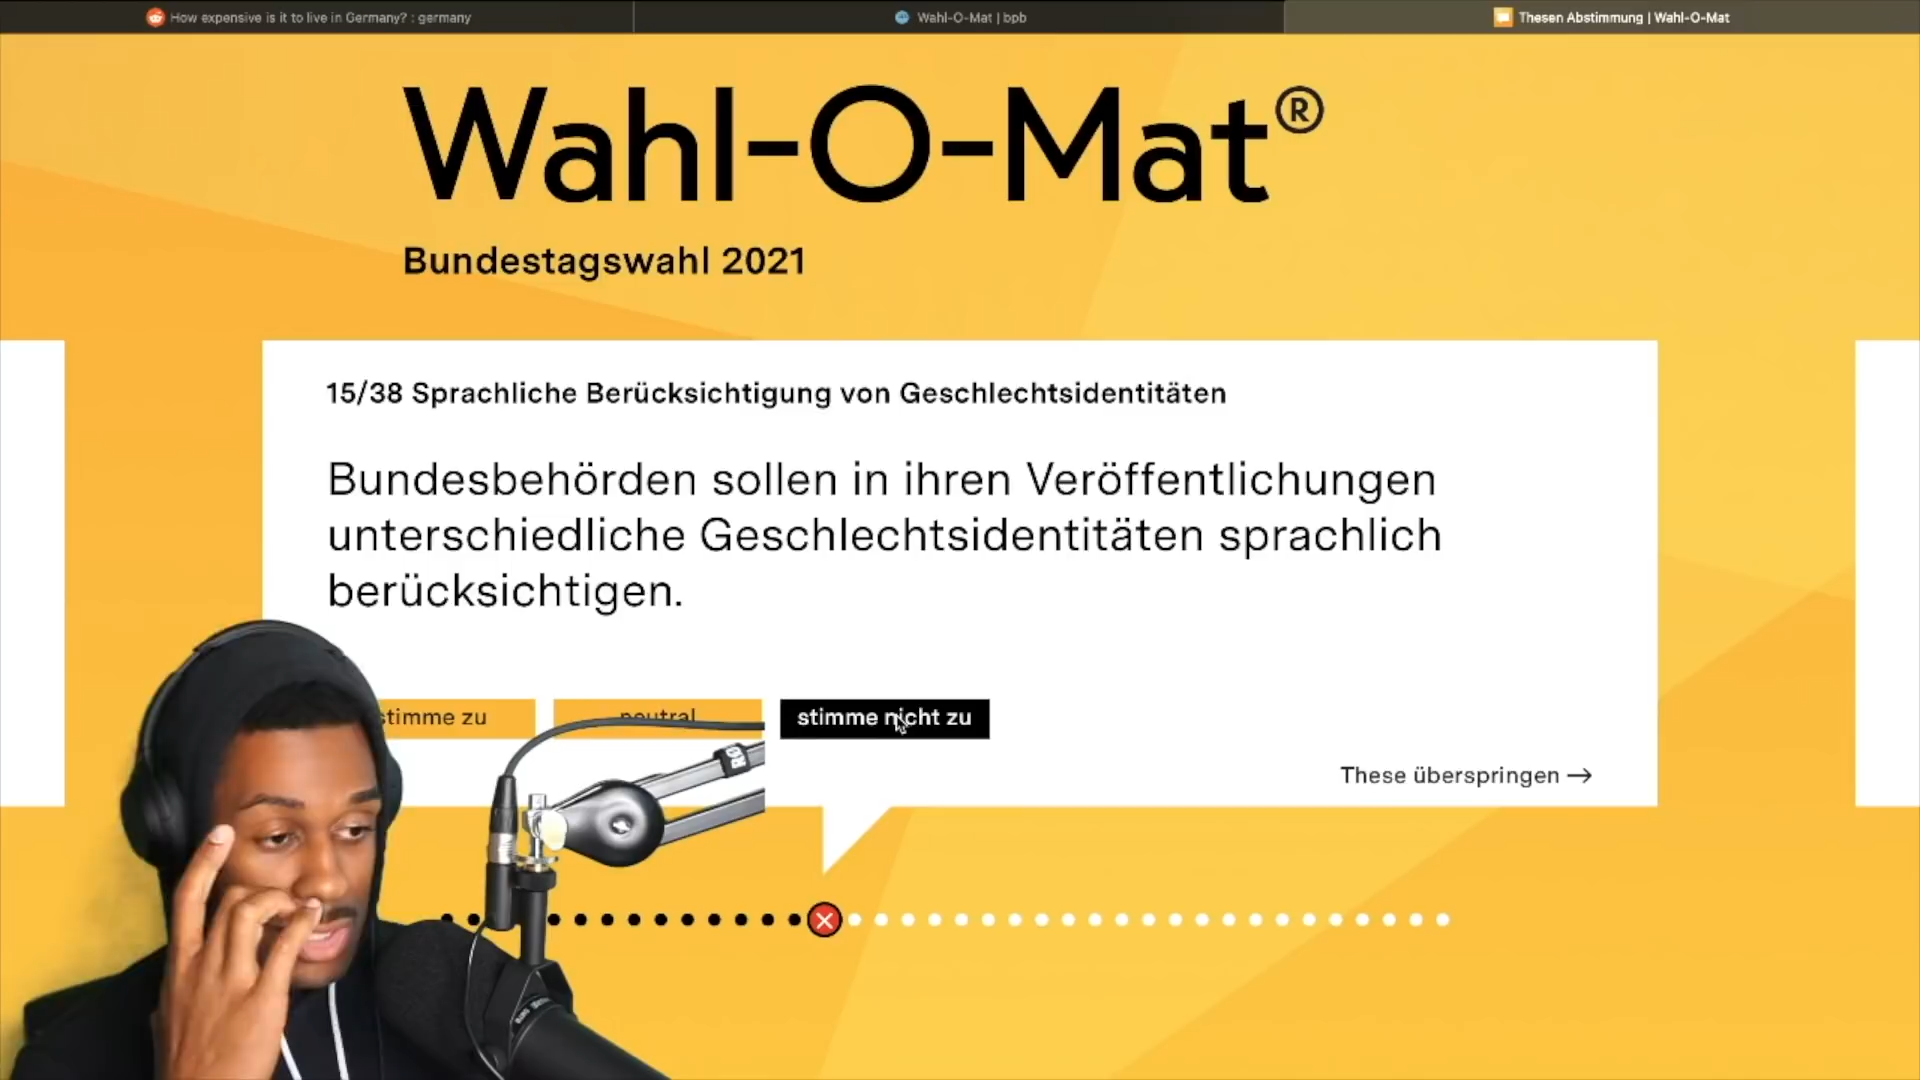 How expensive is it to live in Germany? : germany
Wahl-O-Mat | bpb
Thesen Abstimmung | Wahl-O-Mat
Wahl-O-Mat®
Bundestagswahl 2021
15/38 Sprachliche Berücksichtigung von Geschlechtsidentitäten
Bundesbehörden sollen in ihren Veröffentlichungen
unterschiedliche Geschlechtsidentitäten sprachlich
berücksichtigen.
stimme zu
neutral
stimme nicht zu
These überspringen →